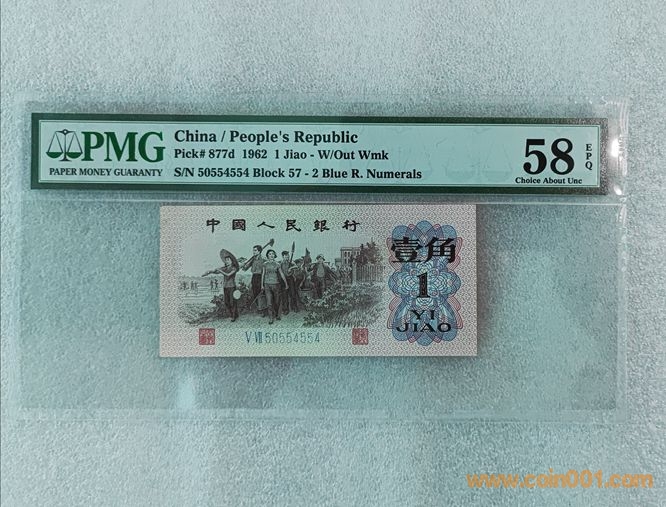 PMG
PAPER MONEY GUARANTY
China / People's Republic
Pick# 877d 1962 1 Jiao - W/Out Wmk
S/N 50554554 Block 57 - 2 Blue R. Numerals
58
EPQ
Choice About Unc
中國人民銀行
壹角
1
YI
JIAO
V VII 50554554
www.coin001.com